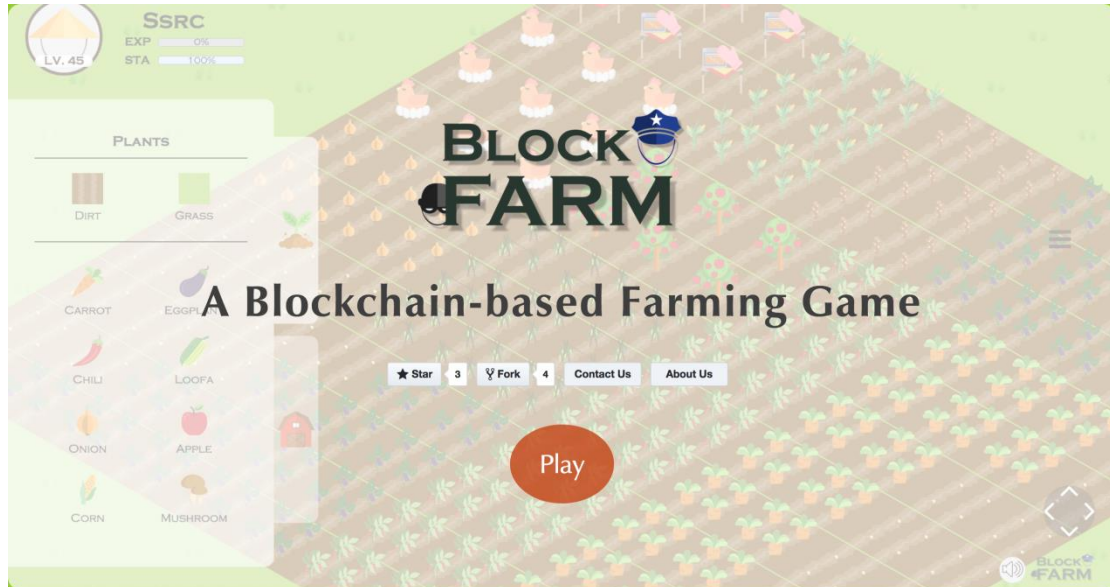 SSRC
EXP 0%
STA 100%
LV. 45
PLANTS
DIRT GRASS
CARROT EGGPLANT
CHILI LOOFA
ONION APPLE
CORN MUSHROOM
BLOCK
FARM
A Blockchain-based Farming Game
Star 3 Fork 4 Contact Us About Us
Play
BLOCK
FARM